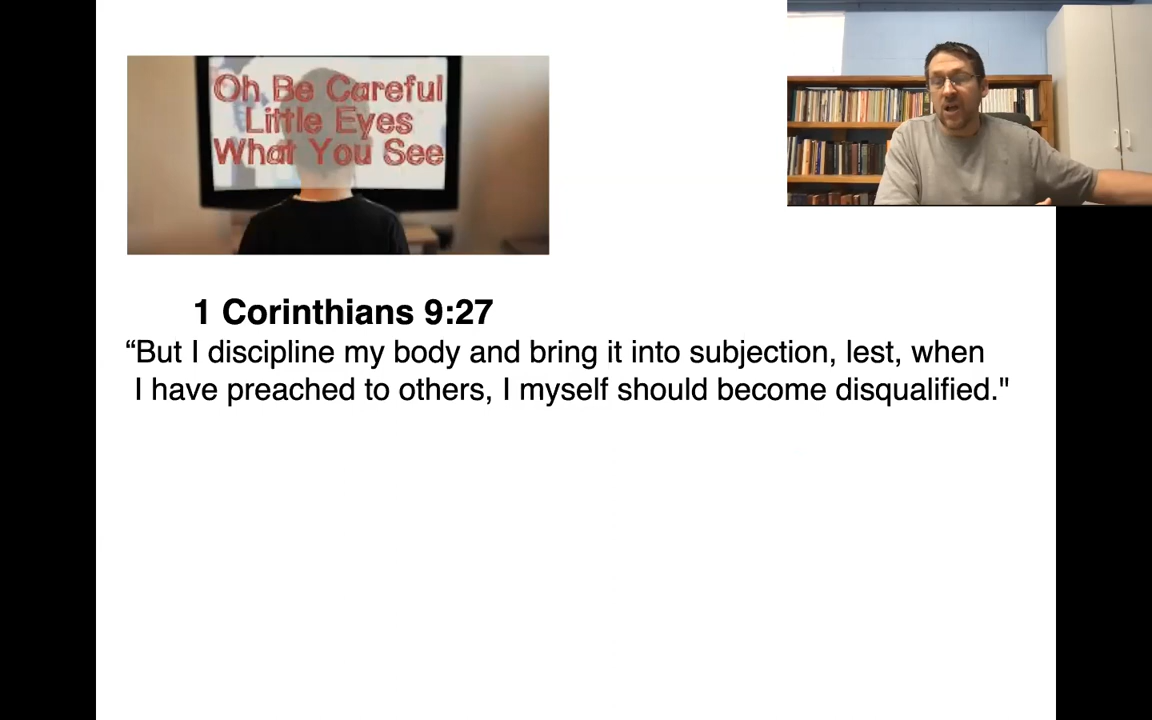 Oh Be Careful
Little Eyes
What You See
1 Corinthians 9:27
“But I discipline my body and bring it into subjection, lest, when
I have preached to others, I myself should become disqualified."